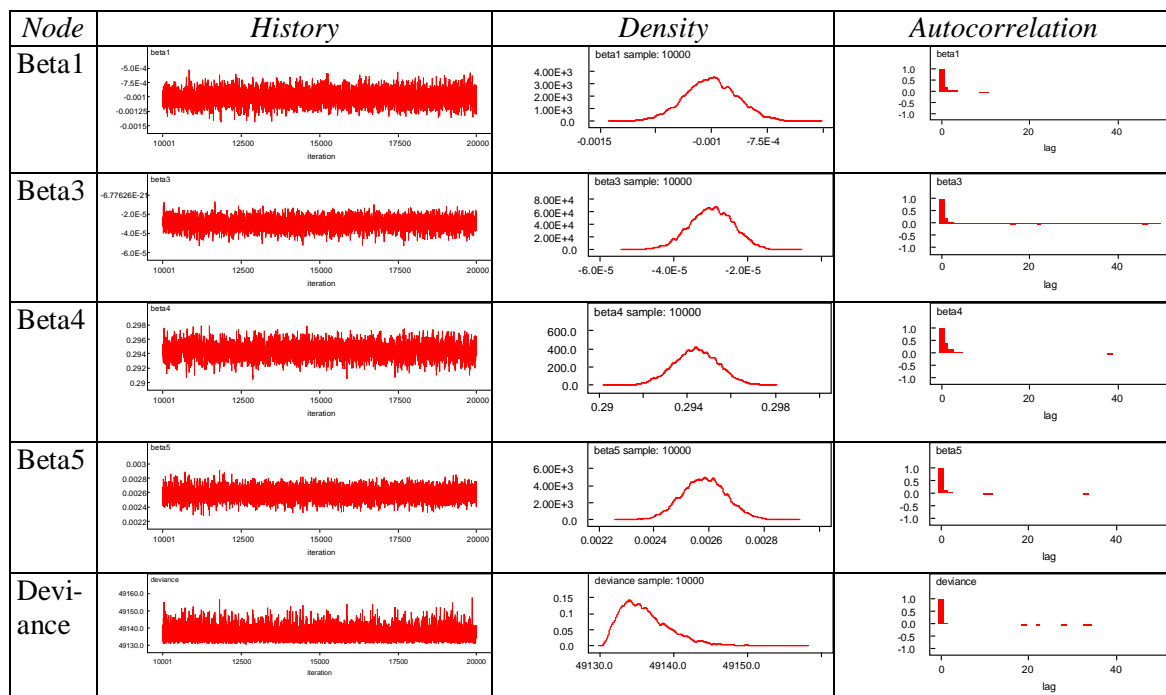 Node History Density Autocorrelation
Beta1
beta1
-5.0E-4
-7.5E-4
-0.001
-0.00125
-0.0015
10001 12500 15000 17500 20000
iteration
beta1 sample: 10000
4.00E+3
3.00E+3
2.00E+3
1.00E+3
0.0
-0.0015 -0.001 -7.5E-4
beta1
1.0
0.5
0.0
-0.5
-1.0
0 20 40
lag
Beta3
beta3
-6.77626E-21
-2.0E-5
-4.0E-5
-6.0E-5
10001 12500 15000 17500 20000
iteration
beta3 sample: 10000
8.00E+4
6.00E+4
4.00E+4
2.00E+4
0.0
-6.0E-5 -4.0E-5 -2.0E-5
beta3
1.0
0.5
0.0
-0.5
-1.0
0 20 40
lag
Beta4
beta4
0.298
0.296
0.294
0.292
0.29
10001 12500 15000 17500 20000
iteration
beta4 sample: 10000
600.0
400.0
200.0
0.0
0.29 0.294 0.298
beta4
1.0
0.5
0.0
-0.5
-1.0
0 20 40
lag
Beta5
beta5
0.003
0.0028
0.0026
0.0024
0.0022
10001 12500 15000 17500 20000
iteration
beta5 sample: 10000
6.00E+3
4.00E+3
2.00E+3
0.0
0.0022 0.0024 0.0026 0.0028
beta5
1.0
0.5
0.0
-0.5
-1.0
0 20 40
lag
Devi-
ance
deviance
49160.0
49150.0
49140.0
49130.0
10001 12500 15000 17500 20000
iteration
deviance sample: 10000
0.15
0.1
0.05
0.0
49130.0 49140.0 49150.0
deviance
1.0
0.5
0.0
-0.5
-1.0
0 20 40
lag